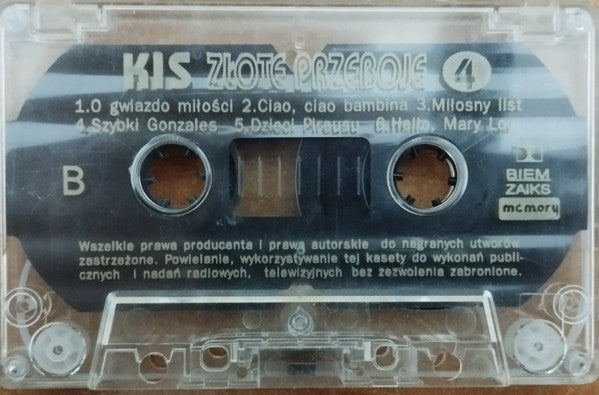 KIS ZŁOTE PRZEBOJE 4
1.O gwiazdo miłości 2.Ciao, ciao bambina 3.Miłosny list
4.Szybki Gonzales 5.Dzieci Pireusu 6.Hello, Mary Lou
B
BIEM
ZAIKS
memory
Wszelkie prawa producenta i prawa autorskie do nagranych utworów
zastrzeżone. Powielanie, wykorzystywanie tej kasety do wykonań publi-
cznych i nadań radiowych, telewizyjnych bez zezwolenia zabronione.